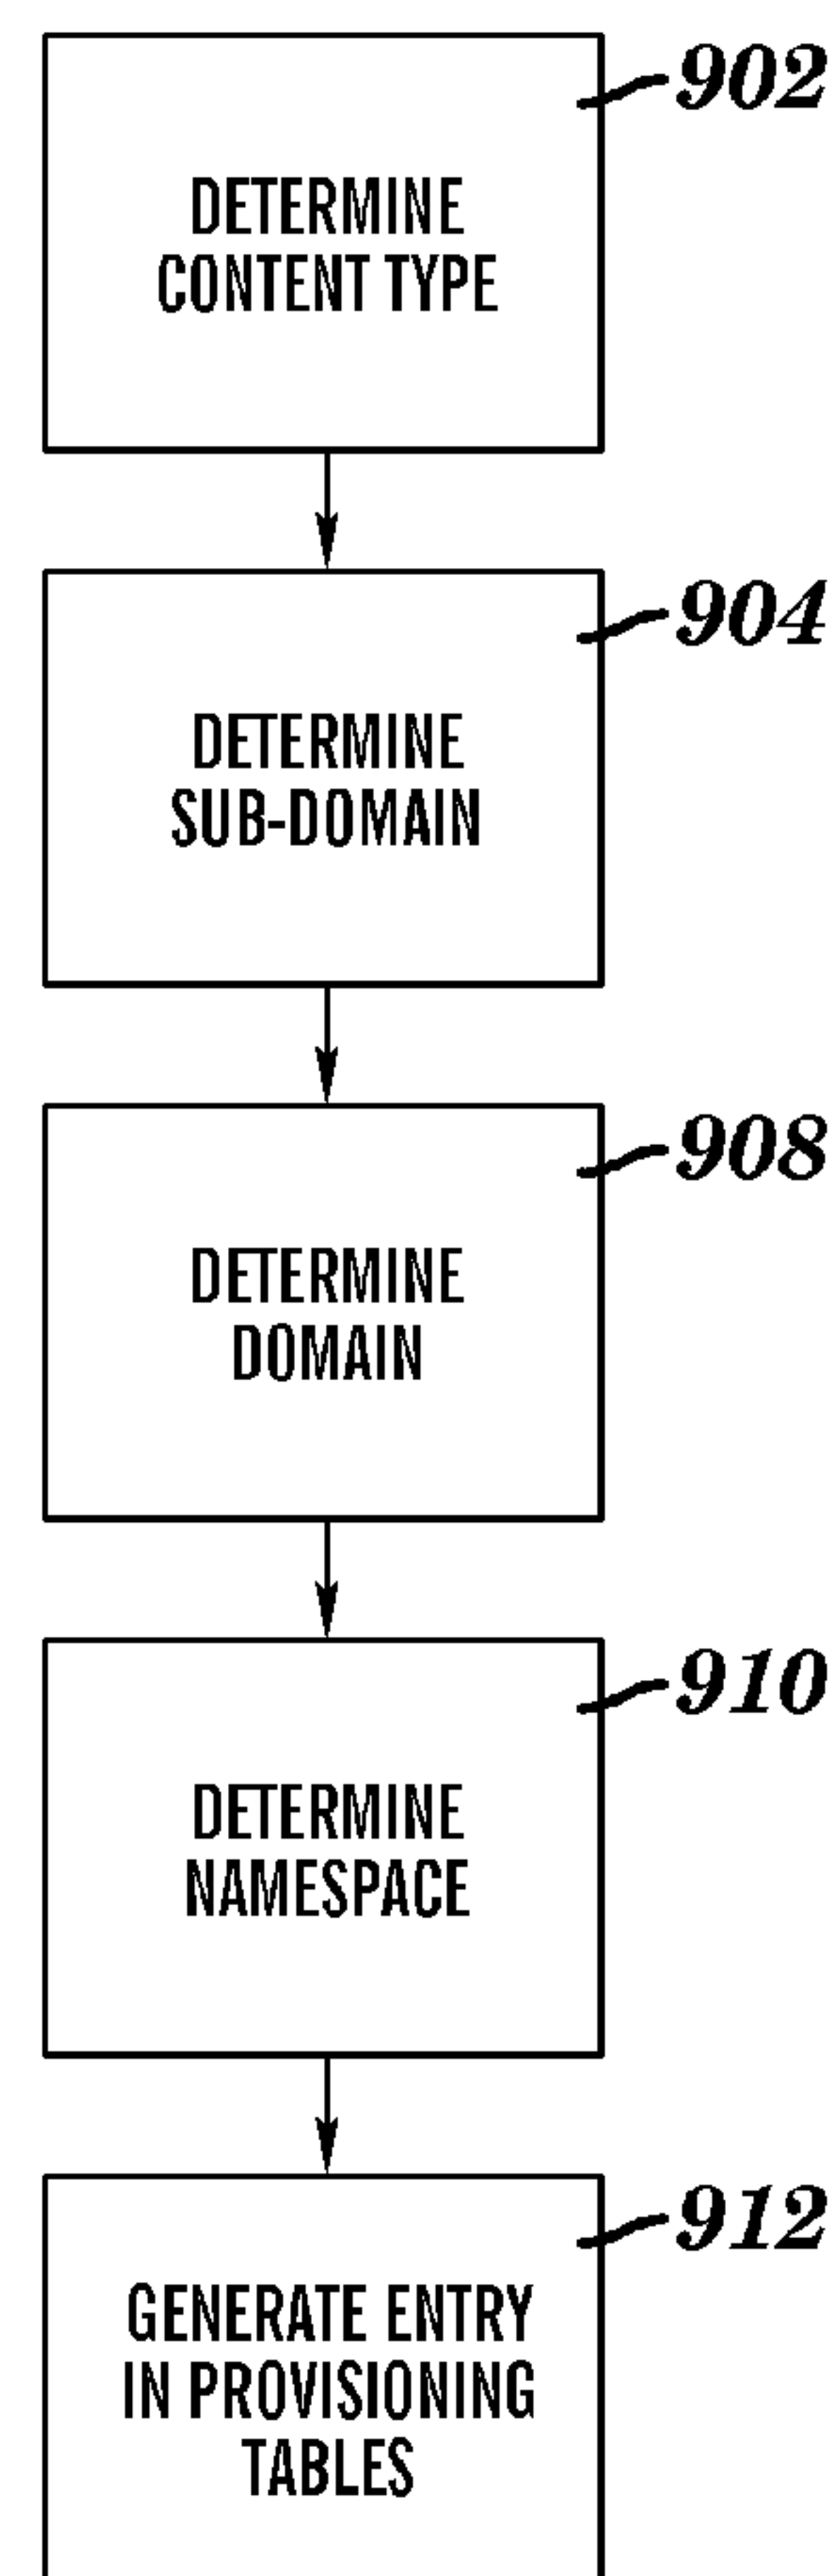 902
DETERMINE
CONTENT TYPE
904
DETERMINE
SUB-DOMAIN
908
DETERMINE
DOMAIN
910
DETERMINE
NAMESPACE
912
GENERATE ENTRY
IN PROVISIONING
TABLES